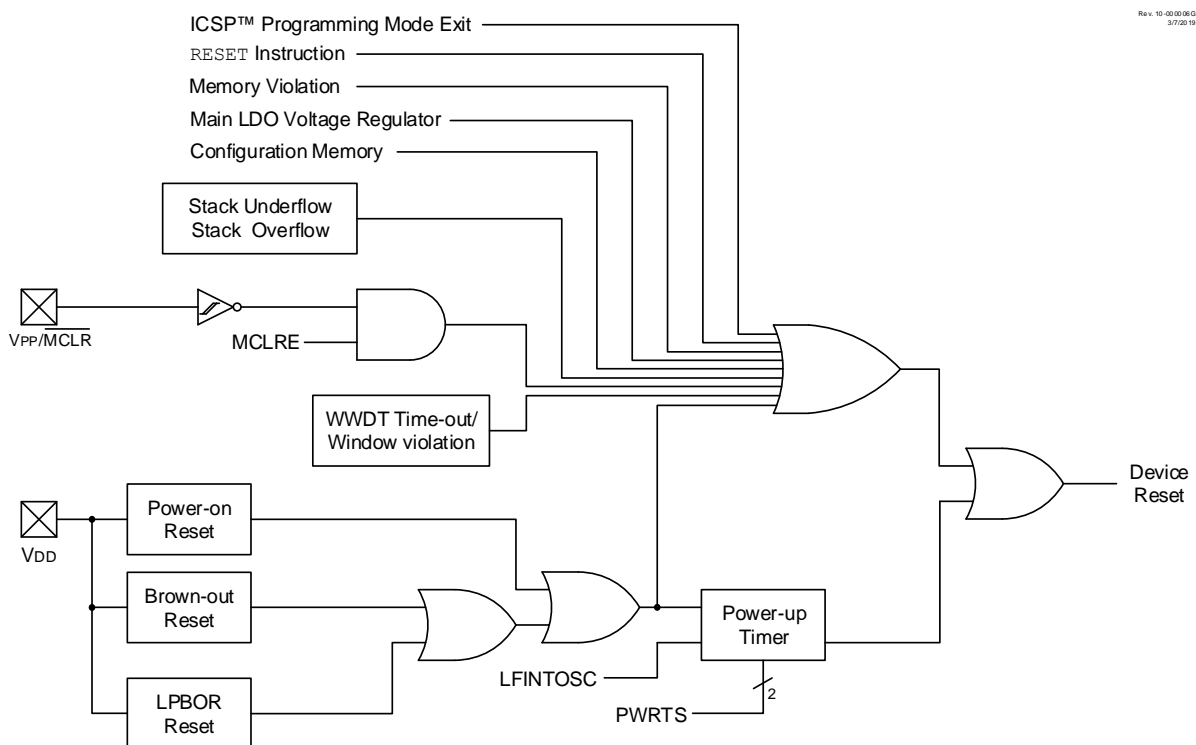 Rev. 10-000006G
3/7/2019
ICSP™ Programming Mode Exit
RESET Instruction
Memory Violation
Main LDO Voltage Regulator
Configuration Memory
Stack Underflow
Stack Overflow
VPP/MCLR
MCLRE
WWDT Time-out/
Window violation
Device
Reset
VDD
Power-on
Reset
Brown-out
Reset
Power-up
Timer
LFINTOSC
LPBOR
Reset
2
PWRTS